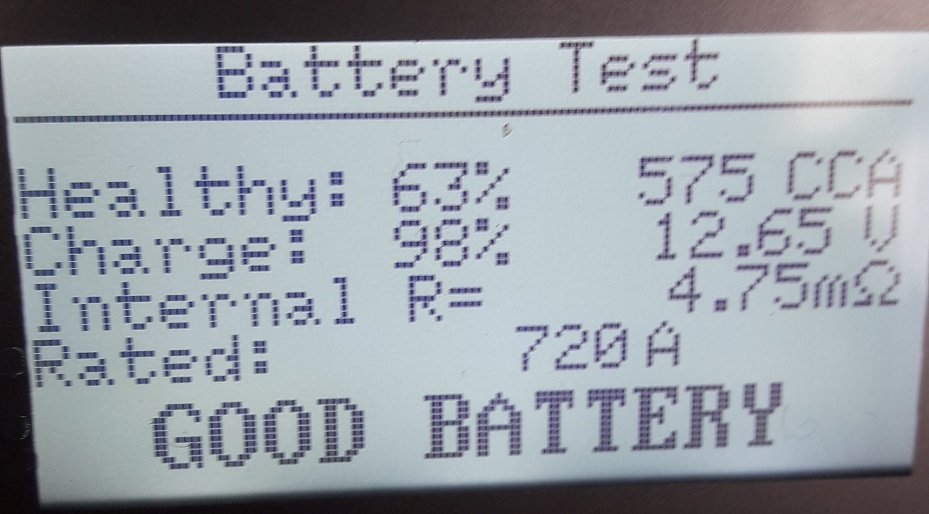 Battery Test
Healthy: 63% 575 CCA
Charge: 98% 12.65 V
Internal R= 4.75mΩ
Rated: 720 A
GOOD BATTERY